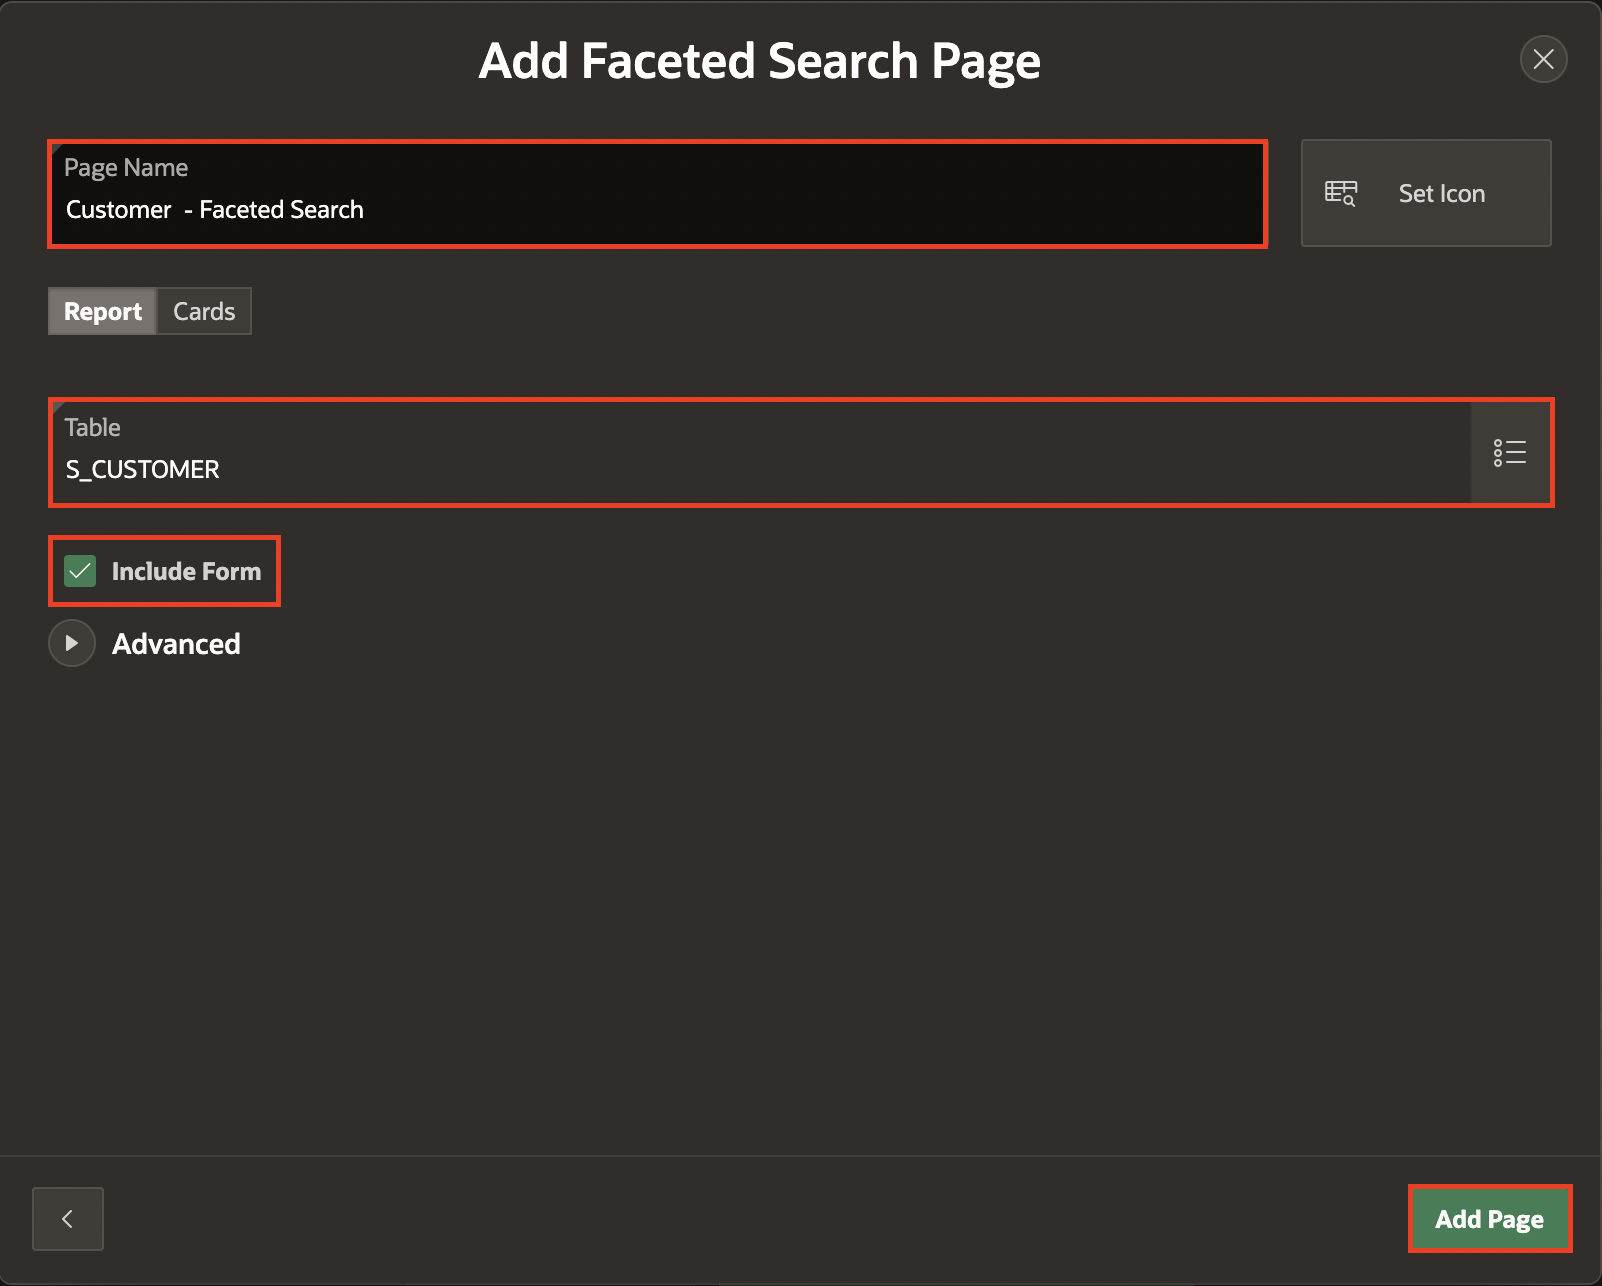 Add Faceted Search Page
Page Name
Customer  - Faceted Search
Set Icon
Report
Cards
Table
S_CUSTOMER
Include Form
Advanced
Add Page